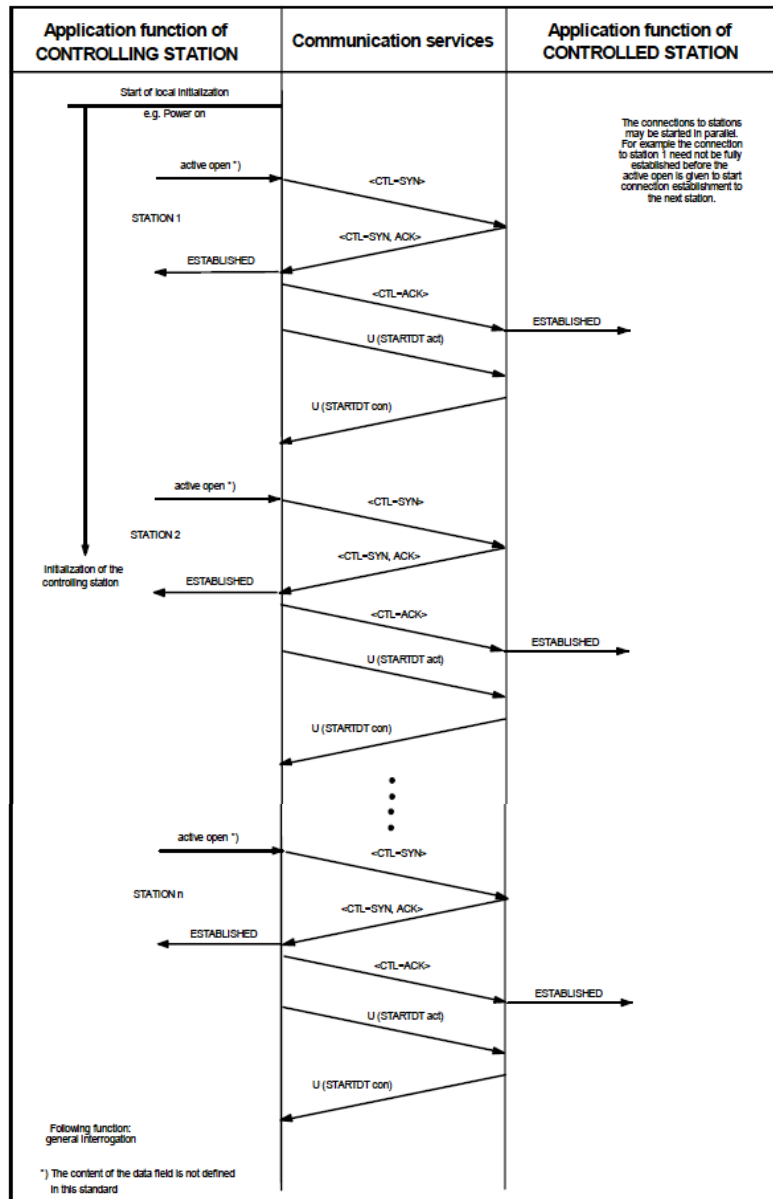 Application function of
CONTROLLING STATION
Communication services
Application function of
CONTROLLED STATION
Start of local initialization
e.g. Power on
The connections to stations
may be started in parallel.
For example the connection
to station 1 need not be fully
established before the
active open is given to start
connection establishment to
the next station.
active open *)
<CTL=SYN>
STATION 1
<CTL=SYN, ACK>
ESTABLISHED
<CTL=ACK>
ESTABLISHED
U (STARTDT act)
U (STARTDT con)
active open *)
<CTL=SYN>
STATION 2
<CTL=SYN, ACK>
Initialization of the
controlling station
ESTABLISHED
<CTL=ACK>
ESTABLISHED
U (STARTDT act)
U (STARTDT con)
active open *)
<CTL=SYN>
STATION n
<CTL=SYN, ACK>
ESTABLISHED
<CTL=ACK>
ESTABLISHED
U (STARTDT act)
U (STARTDT con)
Following function:
general interrogation
*) The content of the data field is not defined
in this standard